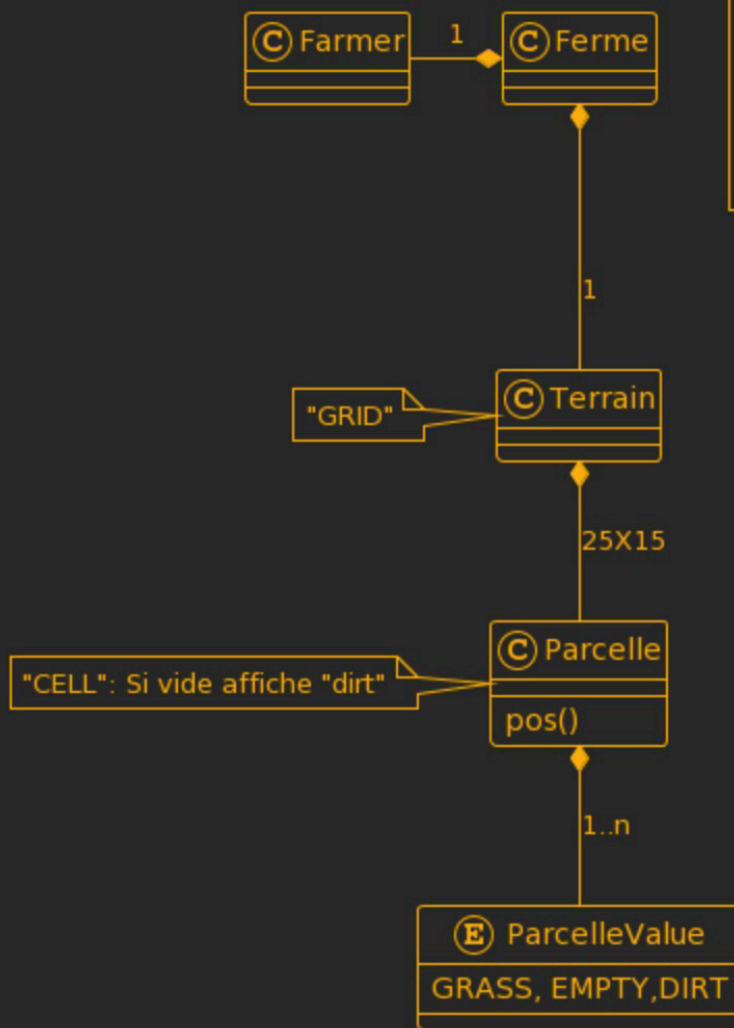 C Farmer
1
C Ferme
1
"GRID"
C Terrain
25X15
C Parcelle
"CELL": Si vide affiche "dirt"
pos()
1..n
E ParcelleValue
GRASS, EMPTY,DIRT